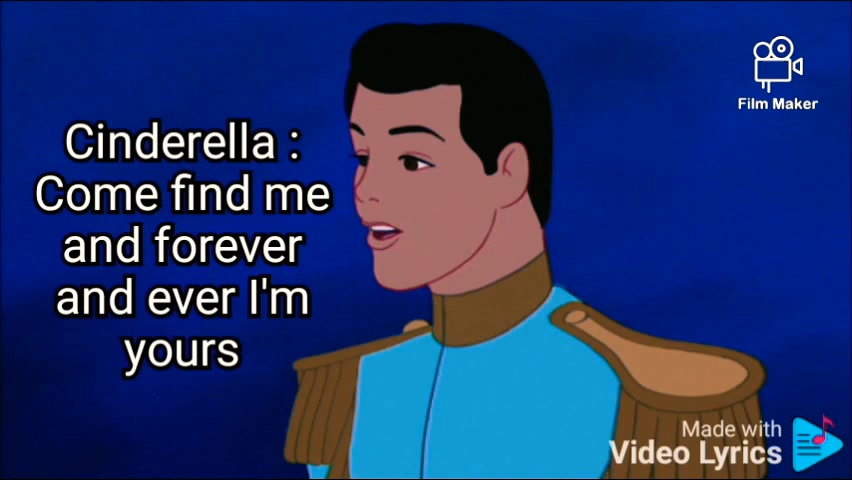 Cinderella :
Come find me
and forever
and ever I'm
yours
Film Maker
Made with
Video Lyrics